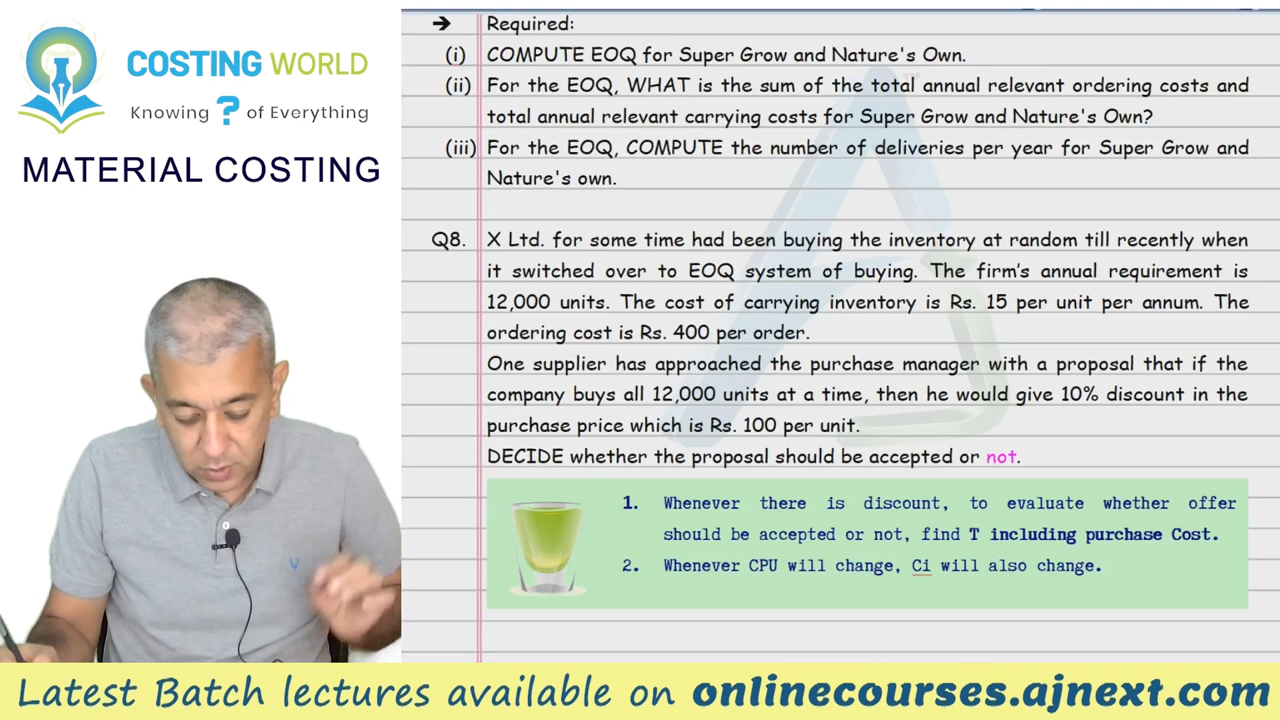 COSTING WORLD
Knowing ? of Everything
MATERIAL COSTING
➔ Required:
(i) COMPUTE EOQ for Super Grow and Nature's Own.
(ii) For the EOQ, WHAT is the sum of the total annual relevant ordering costs and
total annual relevant carrying costs for Super Grow and Nature's Own?
(iii) For the EOQ, COMPUTE the number of deliveries per year for Super Grow and
Nature's own.
Q8. X Ltd. for some time had been buying the inventory at random till recently when
it switched over to EOQ system of buying. The firm's annual requirement is
12,000 units. The cost of carrying inventory is Rs. 15 per unit per annum. The
ordering cost is Rs. 400 per order.
One supplier has approached the purchase manager with a proposal that if the
company buys all 12,000 units at a time, then he would give 10% discount in the
purchase price which is Rs. 100 per unit.
DECIDE whether the proposal should be accepted or not.
1. Whenever there is discount, to evaluate whether offer
should be accepted or not, find T including purchase Cost.
2. Whenever CPU will change, Ci will also change.
Latest Batch lectures available on onlinecourses.ajnext.com